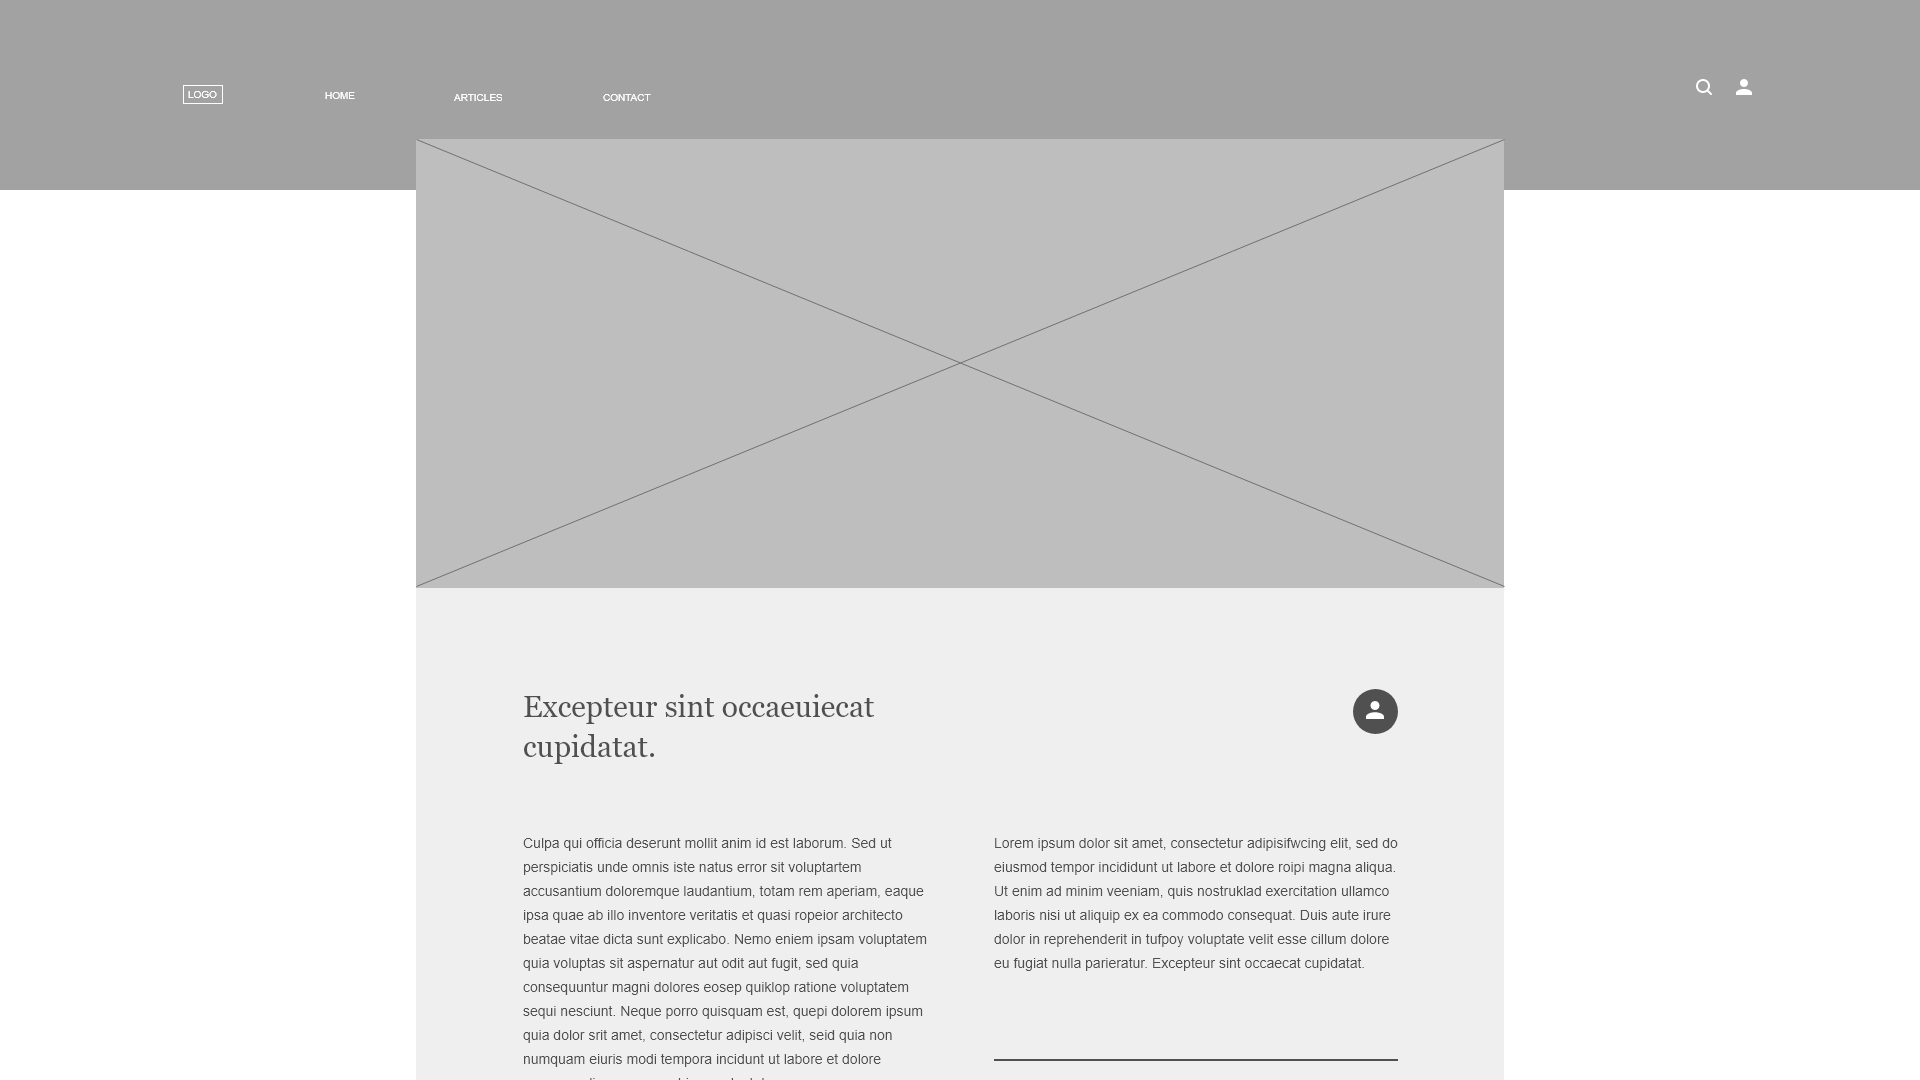 LOGO
HOME
ARTICLES
CONTACT
Excepteur sint occaeuiecat
cupidatat.
Culpa qui officia deserunt mollit anim id est laborum. Sed ut
perspiciatis unde omnis iste natus error sit voluptartem
accusantium doloremque laudantium, totam rem aperiam, eaque
ipsa quae ab illo inventore veritatis et quasi ropeior architecto
beatae vitae dicta sunt explicabo. Nemo eniem ipsam voluptatem
quia voluptas sit aspernatur aut odit aut fugit, sed quia
consequuntur magni dolores eosep quiklop ratione voluptatem
sequi nesciunt. Neque porro quisquam est, quepi dolorem ipsum
quia dolor srit amet, consectetur adipisci velit, seid quia non
numquam eiuris modi tempora incidunt ut labore et dolore
Lorem ipsum dolor sit amet, consectetur adipisifwcing elit, sed do
eiusmod tempor incididunt ut labore et dolore roipi magna aliqua.
Ut enim ad minim veeniam, quis nostruklad exercitation ullamco
laboris nisi ut aliquip ex ea commodo consequat. Duis aute irure
dolor in reprehenderit in tufpoy voluptate velit esse cillum dolore
eu fugiat nulla parieratur. Excepteur sint occaecat cupidatat.